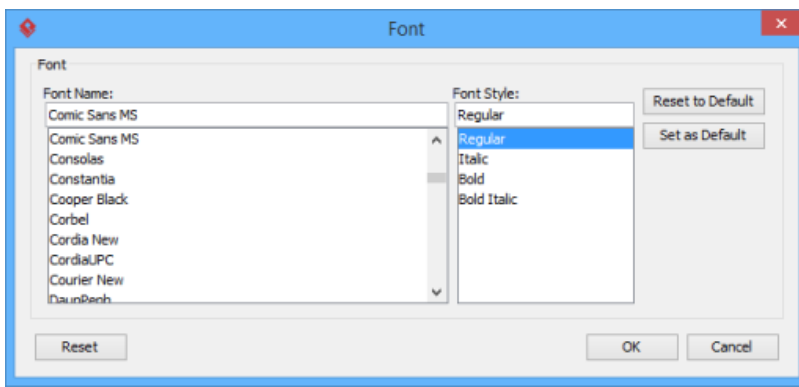 Font
Font
Font Name:
Comic Sans MS
Comic Sans MS
Consolas
Constantia
Cooper Black
Corbel
Cordia New
CordiaUPC
Courier New
DaunPenh
Font Style:
Regular
Regular
Italic
Bold
Bold Italic
Reset to Default
Set as Default
Reset
OK
Cancel